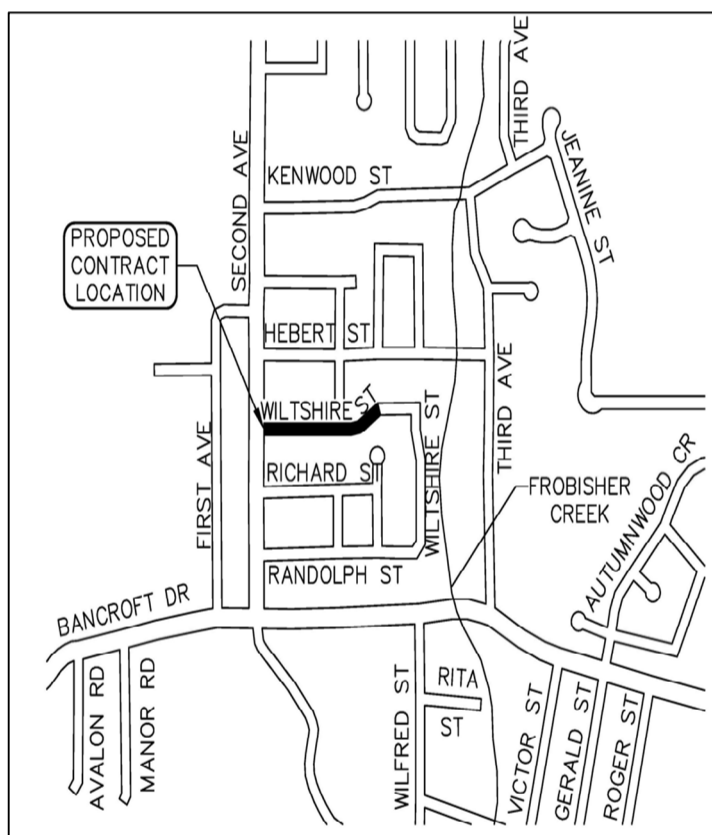 THIRD AVE
SECOND AVE
KENWOOD ST
JEANINE ST
PROPOSED
CONTRACT
LOCATION
HEBERT ST
WILTSHIRE ST
WILTSHIRE ST
THIRD AVE
FIRST AVE
RICHARD ST
FROBISHER
CREEK
RANDOLPH ST
AUTUMNWOOD CR
BANCROFT DR
AVALON RD
MANOR RD
WILFRED ST
RITA
ST
VICTOR ST
GERALD ST
ROGER ST